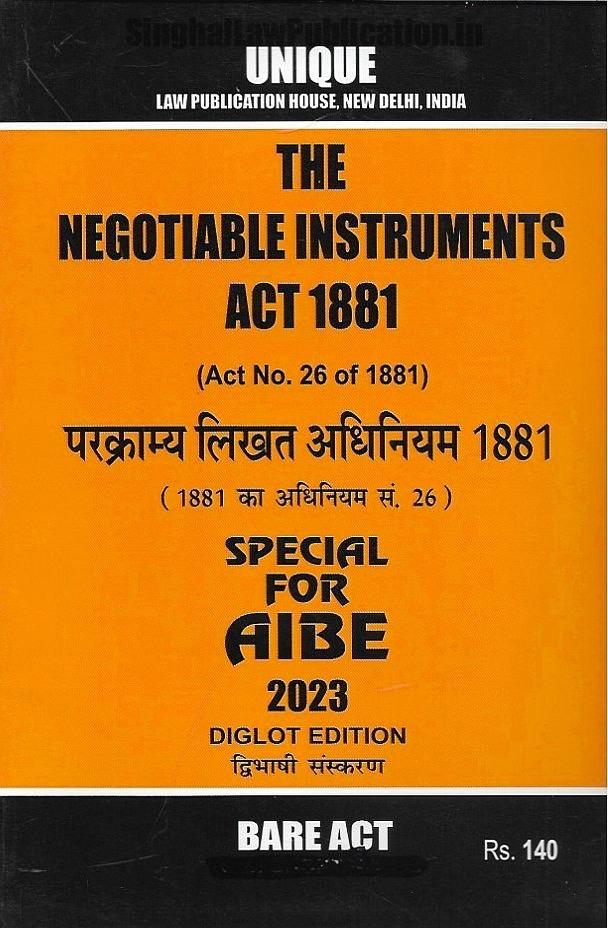 SinghalLawPublication.in
UNIQUE
LAW PUBLICATION HOUSE, NEW DELHI, INDIA
THE
NEGOTIABLE INSTRUMENTS
ACT 1881
(Act No. 26 of 1881)
परक्राम्य लिखत अधिनियम 1881
( 1881 का अधिनियम सं. 26 )
SPECIAL
FOR
AIBE
2023
DIGLOT EDITION
द्विभाषी संस्करण
BARE ACT
Rs. 140